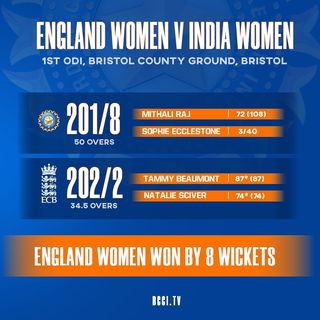 ENGLAND WOMEN V INDIA WOMEN
1ST ODI, BRISTOL COUNTY GROUND, BRISTOL
201/8
50 OVERS
MITHALI RAJ 72 (108)
SOPHIE ECCLESTONE 3/40
ECB
202/2
34.5 OVERS
TAMMY BEAUMONT 87* (87)
NATALIE SCIVER 74* (74)
ENGLAND WOMEN WON BY 8 WICKETS
BCCI.TV